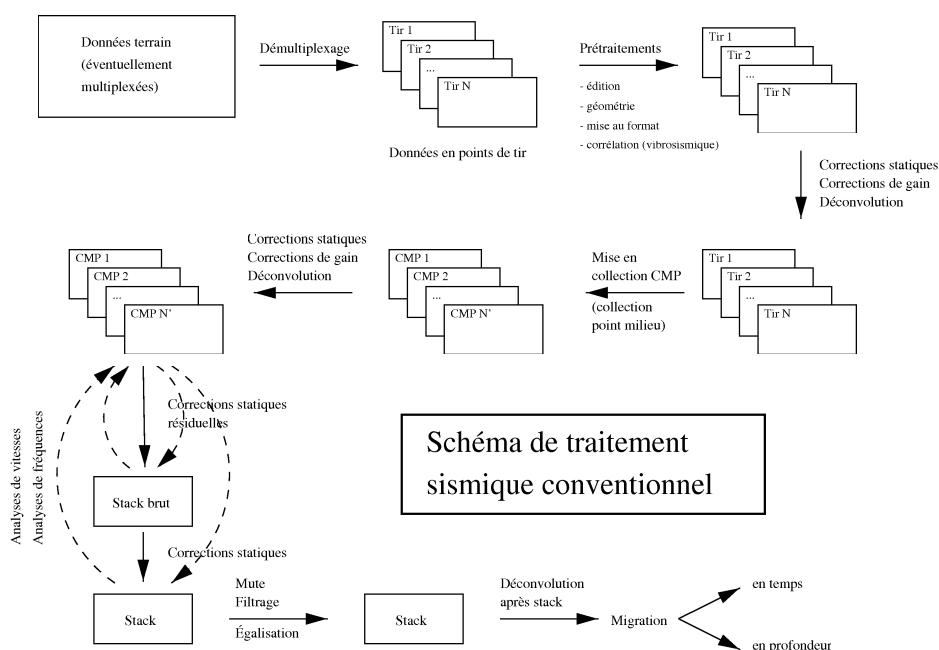 Données terrain
(éventuellement
multiplexées)
Démultiplexage
Tir 1
Tir 2
...
Tir N
Données en points de tir
Prétraitements
- édition
- géométrie
- mise au format
- corrélation (vibrosismique)
Tir 1
Tir 2
...
Tir N
Corrections statiques
Corrections de gain
Déconvolution
Tir 1
Tir 2
...
Tir N
Mise en
collection CMP
(collection
point milieu)
CMP 1
CMP 2
...
CMP N'
Corrections statiques
Corrections de gain
Déconvolution
CMP 1
CMP 2
...
CMP N'
Analyses de vitesses
Analyses de fréquences
Corrections statiques
résiduelles
Stack brut
Corrections statiques
Stack
Mute
Filtrage
Égalisation
Stack
Déconvolution
après stack
Migration
en temps
en profondeur
Schéma de traitement
sismique conventionnel